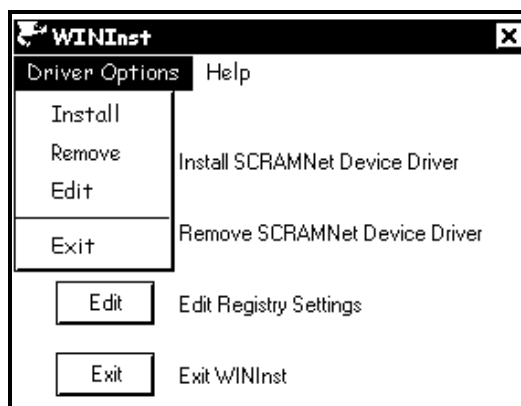 WINInst
Driver Options Help
Install
Remove
Install SCRAMNet Device Driver
Edit
Exit
Remove SCRAMNet Device Driver
Edit Edit Registry Settings
Exit Exit WINInst